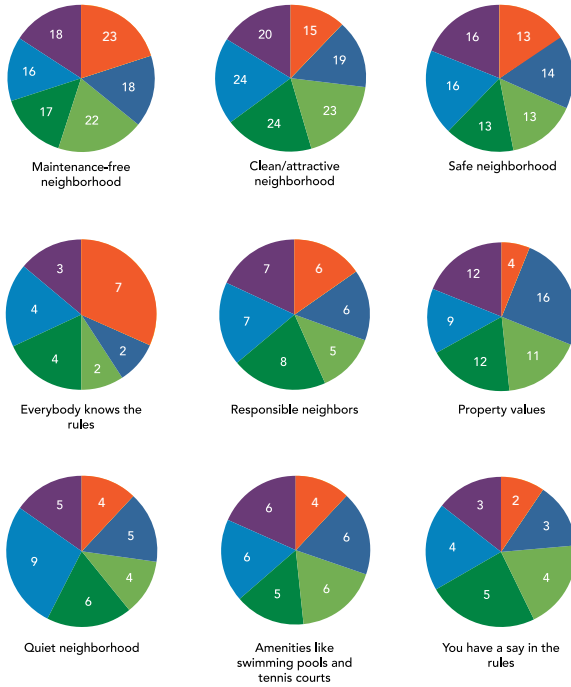 18 23
16 18
17 22
Maintenance-free
neighborhood
20 15
24 19
24 23
Clean/attractive
neighborhood
16 13
16 14
13 13
Safe neighborhood
3 7
4 2
4 2
Everybody knows the
rules
7 6
7 6
8 5
Responsible neighbors
12 4
9 16
12 11
Property values
5 4
9 5
6 4
Quiet neighborhood
6 4
6 6
5 6
Amenities like
swimming pools and
tennis courts
3 2
4 3
5 4
You have a say in the
rules